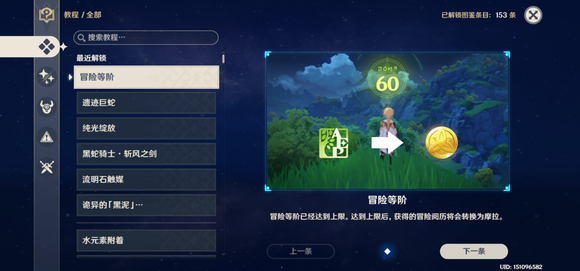 教程 / 全部
已解锁图鉴条目: 153 条
搜索教程…
最近解锁
冒险等阶
遗迹巨蛇
纯光绽放
黑蛇骑士·斩风之剑
流明石触媒
诡异的「黑泥」…
水元素附着
冒险等阶
60
冒险等阶
冒险等阶已经达到上限。达到上限后，获得的冒险阅历将会转换为摩拉。
上一条
下一条
UID: 151096582